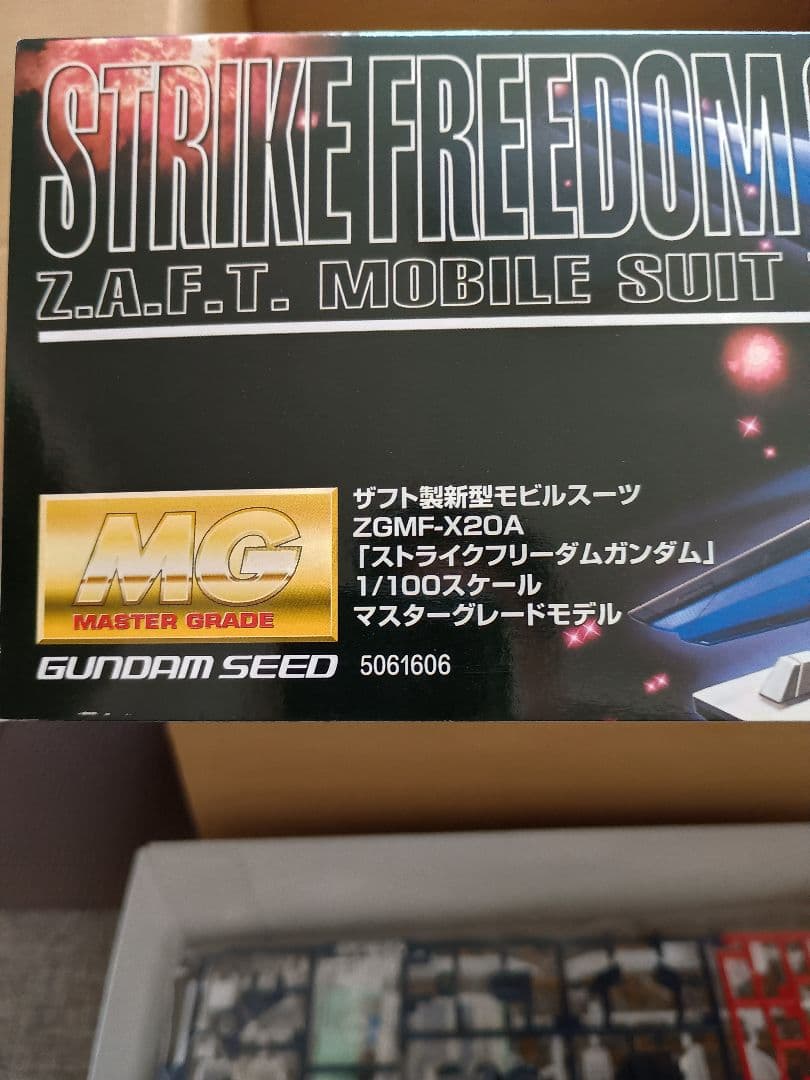 STRIKE FREEDOM
Z.A.F.T. MOBILE SUIT
MG
MASTER GRADE
GUNDAM SEED
ザフト製新型モビルスーツ
ZGMF-X20A
「ストライクフリーダムガンダム」
1/100スケール
マスターグレードモデル
5061606